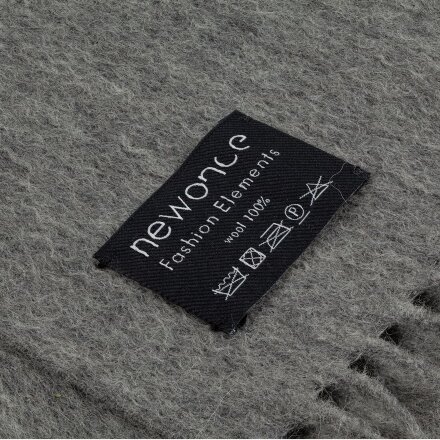 newonce
Fashion Elements
wool 100%
P